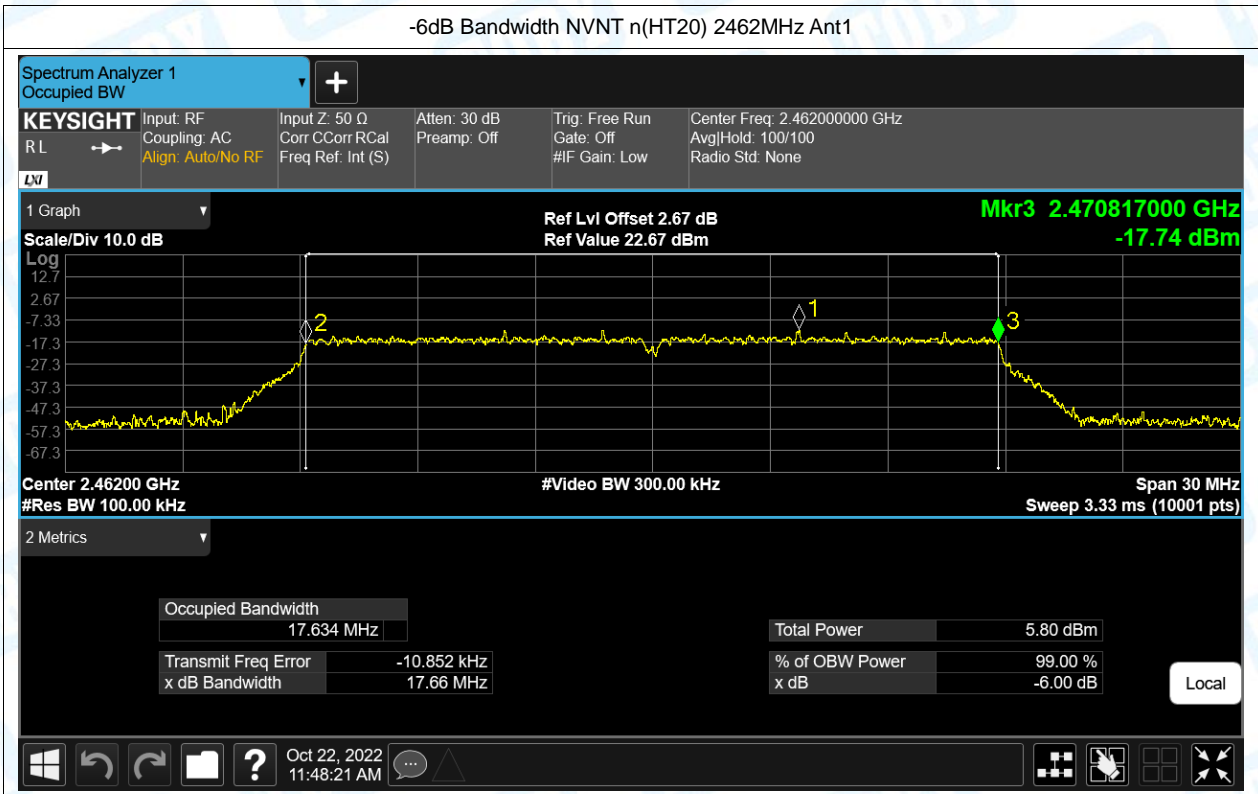 -6dB Bandwidth NVNT n(HT20) 2462MHz Ant1
Spectrum Analyzer 1
Occupied BW
KEYSIGHT
R L
LXI
Input: RF
Coupling: AC
Align: Auto/No RF
Input Z: 50 Ω
Corr CCorr RCal
Freq Ref: Int (S)
Atten: 30 dB
Preamp: Off
Trig: Free Run
Gate: Off
#IF Gain: Low
Center Freq: 2.462000000 GHz
Avg|Hold: 100/100
Radio Std: None
1 Graph
Scale/Div 10.0 dB
Ref Lvl Offset 2.67 dB
Ref Value 22.67 dBm
Mkr3 2.470817000 GHz
-17.74 dBm
Log
12.7
2.67
-7.33
-17.3
-27.3
-37.3
-47.3
-57.3
-67.3
2
1
3
Center 2.46200 GHz
#Video BW 300.00 kHz
Span 30 MHz
#Res BW 100.00 kHz
Sweep 3.33 ms (10001 pts)
2 Metrics
Occupied Bandwidth
17.634 MHz
Total Power 5.80 dBm
Transmit Freq Error -10.852 kHz
% of OBW Power 99.00 %
x dB Bandwidth 17.66 MHz
x dB -6.00 dB
Local
?
Oct 22, 2022
11:48:21 AM